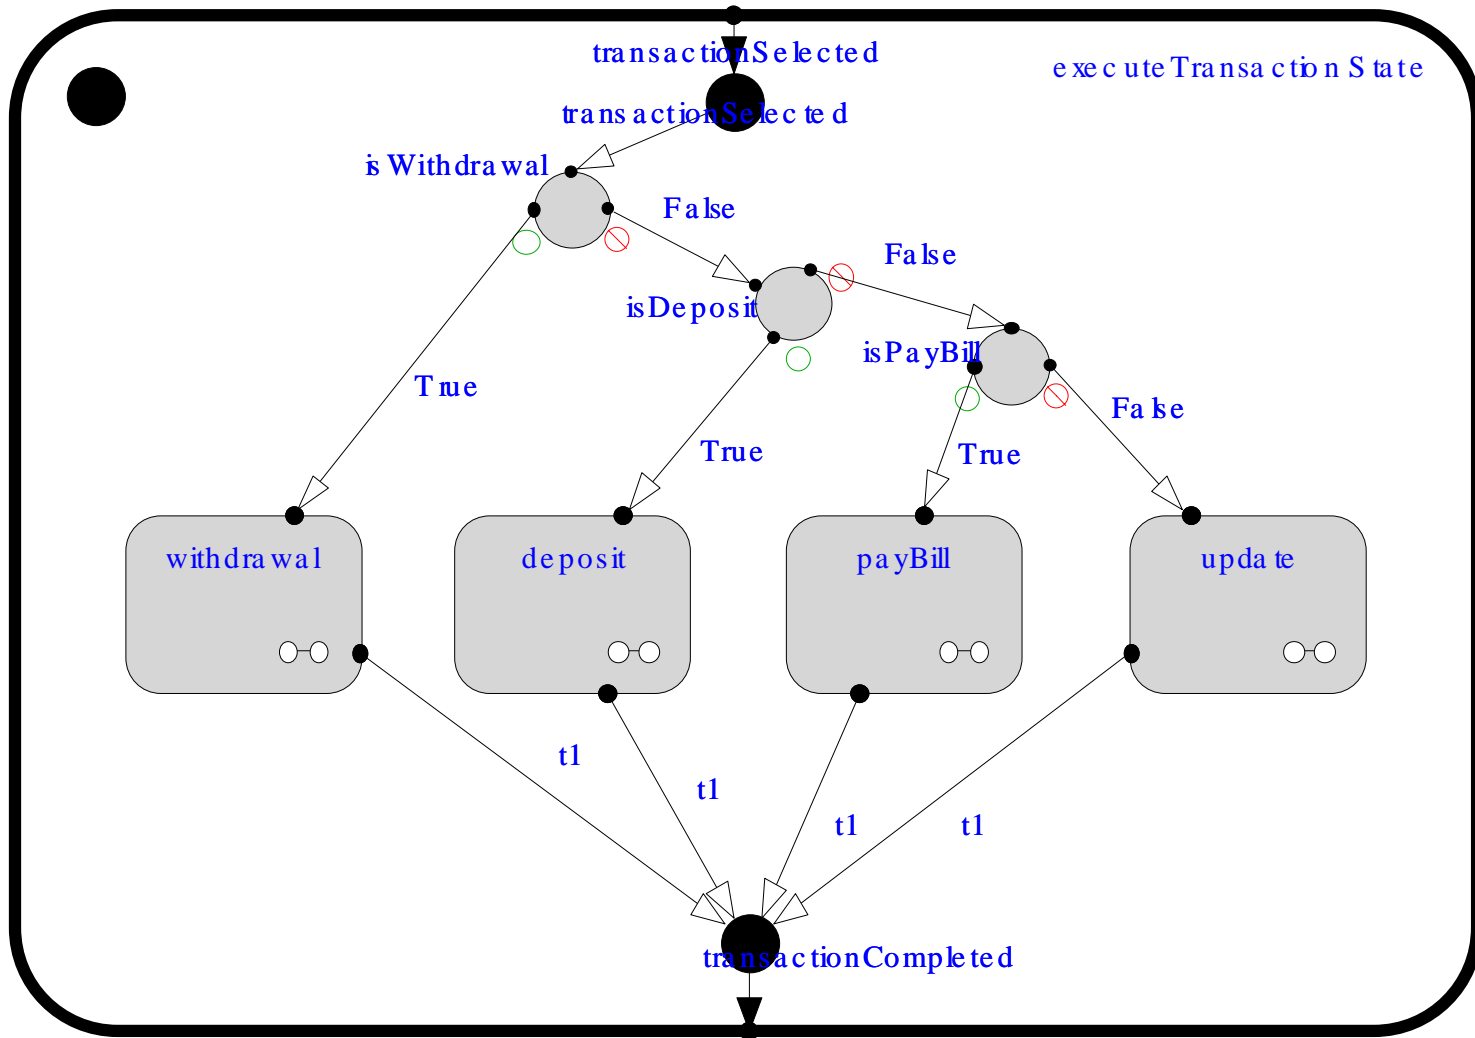 transactionSelected
executeTransactionState
transactionSelected
isWithdrawal
False
False
isDeposit
isPayBill
True
False
True
True
withdrawal
deposit
payBill
update
t1
t1
t1
t1
transactionCompleted